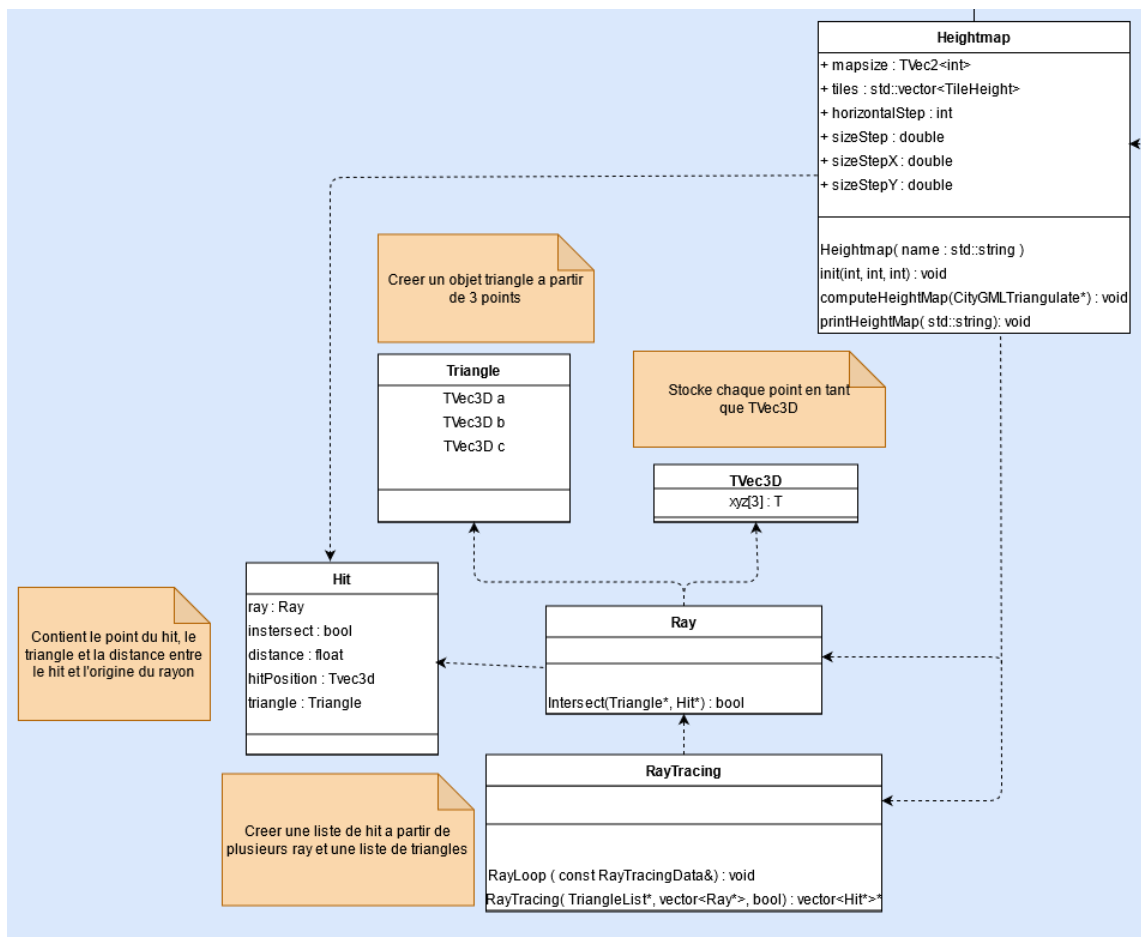 Heightmap
+ mapsize : TVec2<int>
+ tiles : std::vector<TileHeight>
+ horizontalStep : int
+ sizeStep : double
+ sizeStepX : double
+ sizeStepY : double
Heightmap( name : std::string )
init(int, int, int) : void
computeHeightMap(CityGMLTriangulate*) : void
printHeightMap( std::string): void
Creer un objet triangle a partir
de 3 points
Triangle
TVec3D a
TVec3D b
TVec3D c
Stocke chaque point en tant
que TVec3D
TVec3D
xyz[3] : T
Contient le point du hit, le
triangle et la distance entre
le hit et l'origine du rayon
Hit
ray : Ray
instersect : bool
distance : float
hitPosition : Tvec3d
triangle : Triangle
Ray
Intersect(Triangle*, Hit*) : bool
Creer une liste de hit a partir de
plusieurs ray et une liste de triangles
RayTracing
RayLoop ( const RayTracingData&) : void
RayTracing( TriangleList*, vector<Ray*>, bool) : vector<Hit*>*